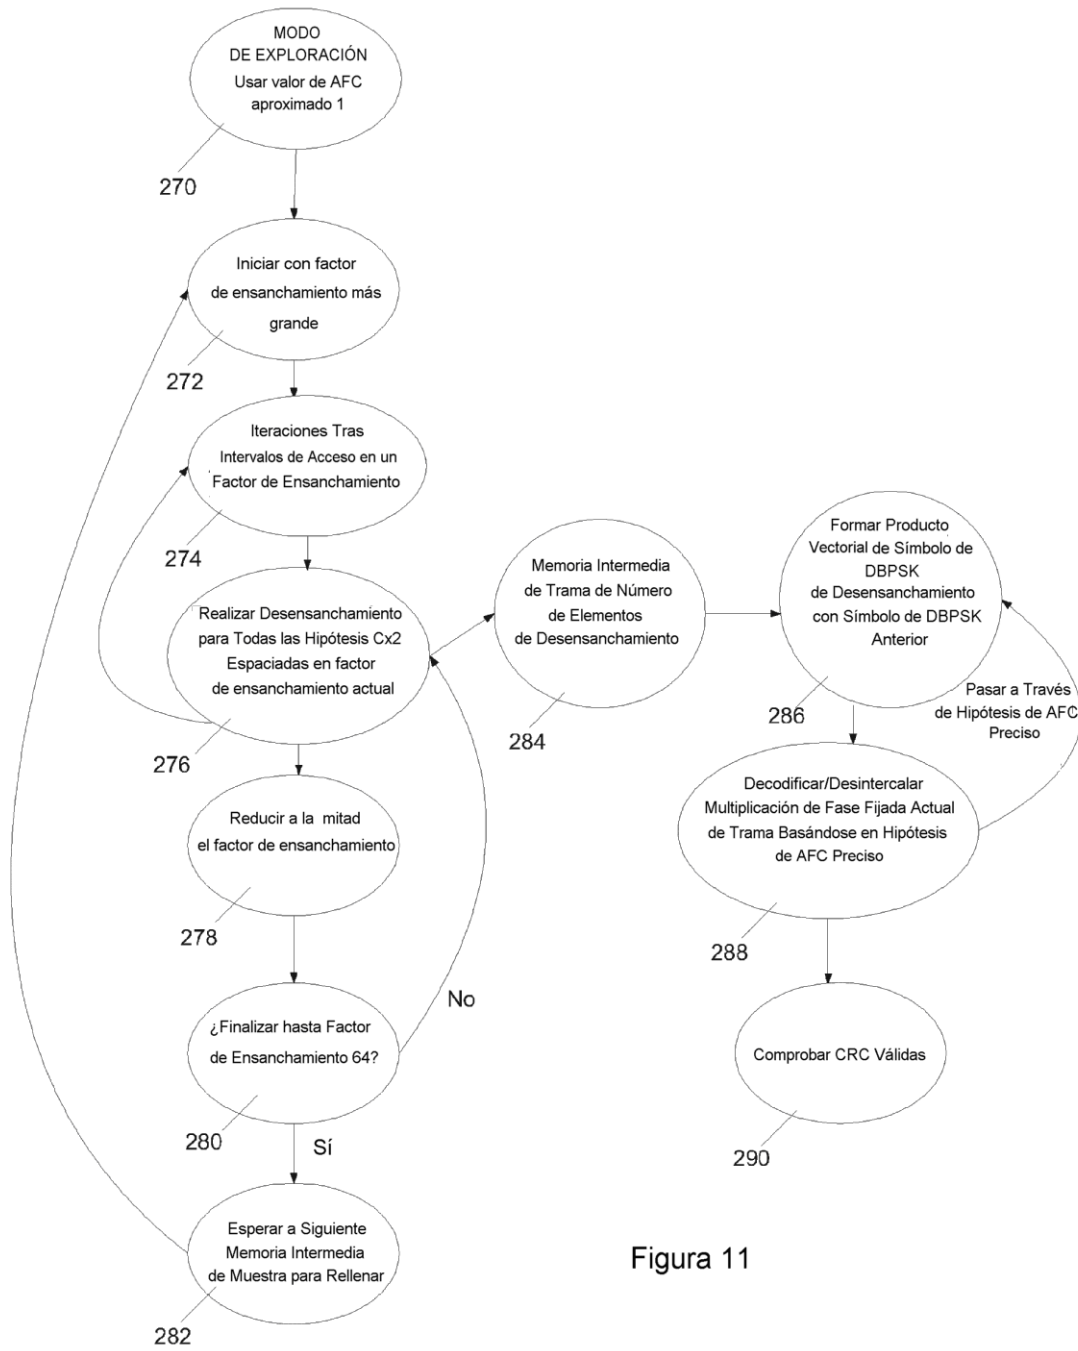 MODO
DE EXPLORACIÓN
Usar valor de AFC
aproximado 1
270
Iniciar con factor
de ensanchamiento más
grande
272
Iteraciones Tras
Intervalos de Acceso en un
Factor de Ensanchamiento
274
Realizar Desensanchamiento
para Todas las Hipótesis Cx2
Espaciadas en factor
de ensanchamiento actual
276
Reducir a la mitad
el factor de ensanchamiento
278
¿Finalizar hasta Factor
de Ensanchamiento 64?
280
No
Sí
Esperar a Siguiente
Memoria Intermedia
de Muestra para Rellenar
282
Memoria Intermedia
de Trama de Número
de Elementos
de Desensanchamiento
284
Formar Producto
Vectorial de Símbolo de
DBPSK
de Desensanchamiento
con Símbolo de DBPSK
Anterior
286
Pasar a Través
de Hipótesis de AFC
Preciso
Decodificar/Desintercalar
Multiplicación de Fase Fijada Actual
de Trama Basándose en Hipótesis
de AFC Preciso
288
Comprobar CRC Válidas
290
Figura 11